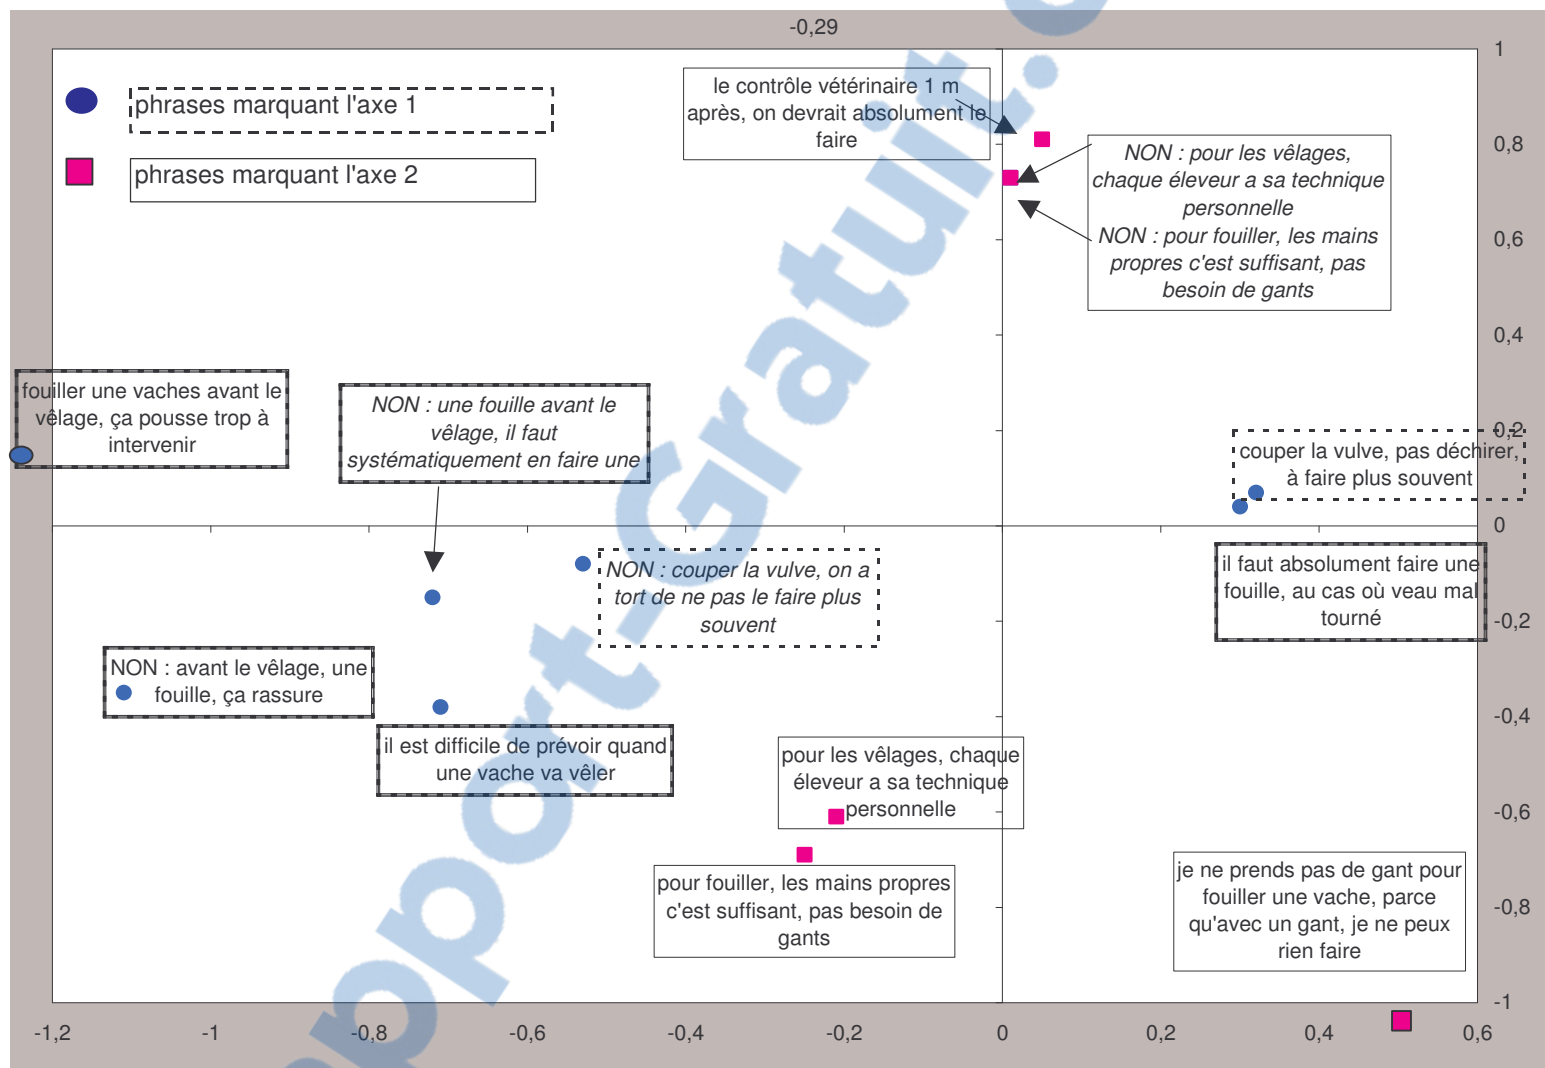 -0,29
phrases marquant l'axe 1
phrases marquant l'axe 2
le contrôle vétérinaire 1 m
après, on devrait absolument le
faire
NON : pour les vêlages,
chaque éleveur a sa technique
personnelle
NON : pour fouiller, les mains
propres c'est suffisant, pas
besoin de gants
fouiller une vaches avant le
vêlage, ça pousse trop à
intervenir
NON : une fouille avant le
vêlage, il faut
systématiquement en faire une
couper la vulve, pas déchirer,
à faire plus souvent
NON : couper la vulve, on a
tort de ne pas le faire plus
souvent
il faut absolument faire une
fouille, au cas où veau mal
tourné
NON : avant le vêlage, une
fouille, ça rassure
il est difficile de prévoir quand
une vache va vêler
pour les vêlages, chaque
éleveur a sa technique
personnelle
pour fouiller, les mains propres
c'est suffisant, pas besoin de
gants
je ne prends pas de gant pour
fouiller une vache, parce
qu'avec un gant, je ne peux
rien faire
1
0,8
0,6
0,4
0,2
0
-0,2
-0,4
-0,6
-0,8
-1
-1,2 -1 -0,8 -0,6 -0,4 -0,2 0 0,2 0,4 0,6
pport-Gratuit.c